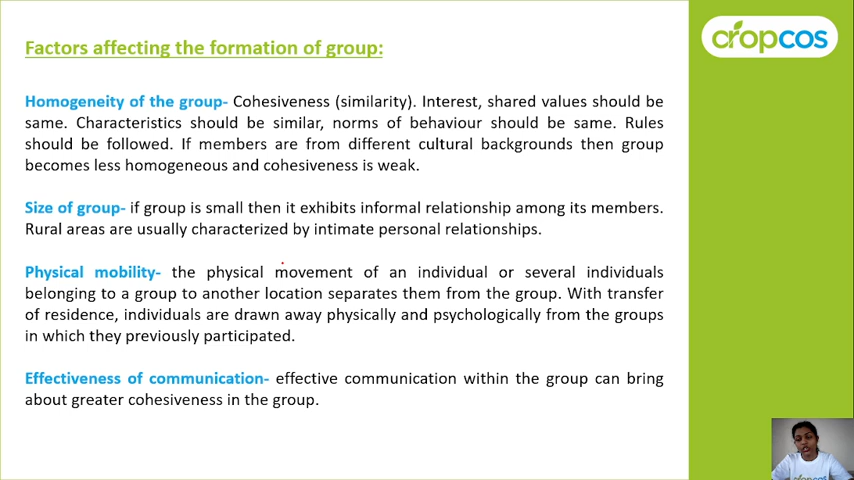 Factors affecting the formation of group:
cropcos
Homogeneity of the group- Cohesiveness (similarity). Interest, shared values should be
same. Characteristics should be similar, norms of behaviour should be same. Rules
should be followed. If members are from different cultural backgrounds then group
becomes less homogeneous and cohesiveness is weak.
Size of group- if group is small then it exhibits informal relationship among its members.
Rural areas are usually characterized by intimate personal relationships.
Physical mobility- the physical movement of an individual or several individuals
belonging to a group to another location separates them from the group. With transfer
of residence, individuals are drawn away physically and psychologically from the groups
in which they previously participated.
Effectiveness of communication- effective communication within the group can bring
about greater cohesiveness in the group.
cropcos